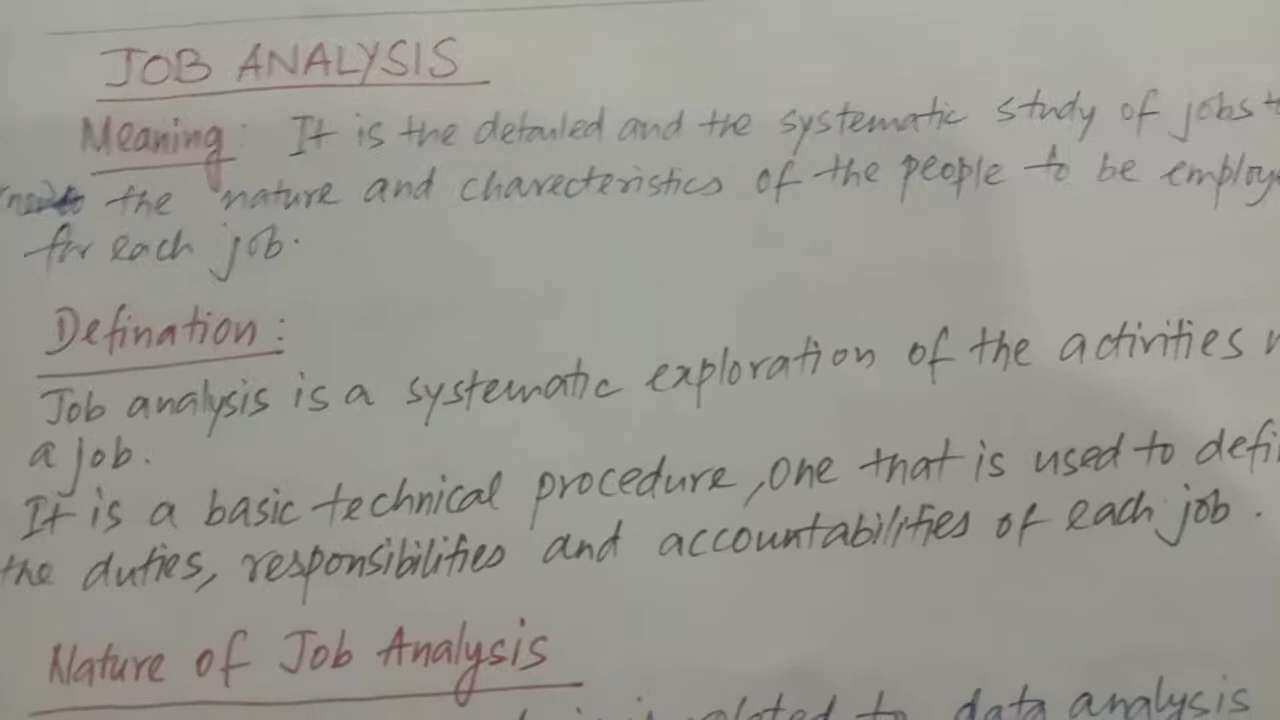 JOB ANALYSIS
Meaning: It is the detailed and the systematic study of jobs
the nature and charecteristics of the people to be employ
for each job.
Defination:
Job analysis is a systematic exploration of the activities
a job.
It is a basic technical procedure, one that is used to defi
the duties, responsibilities and accountabilities of each job.
Nature of Job Analysis
to data analysis